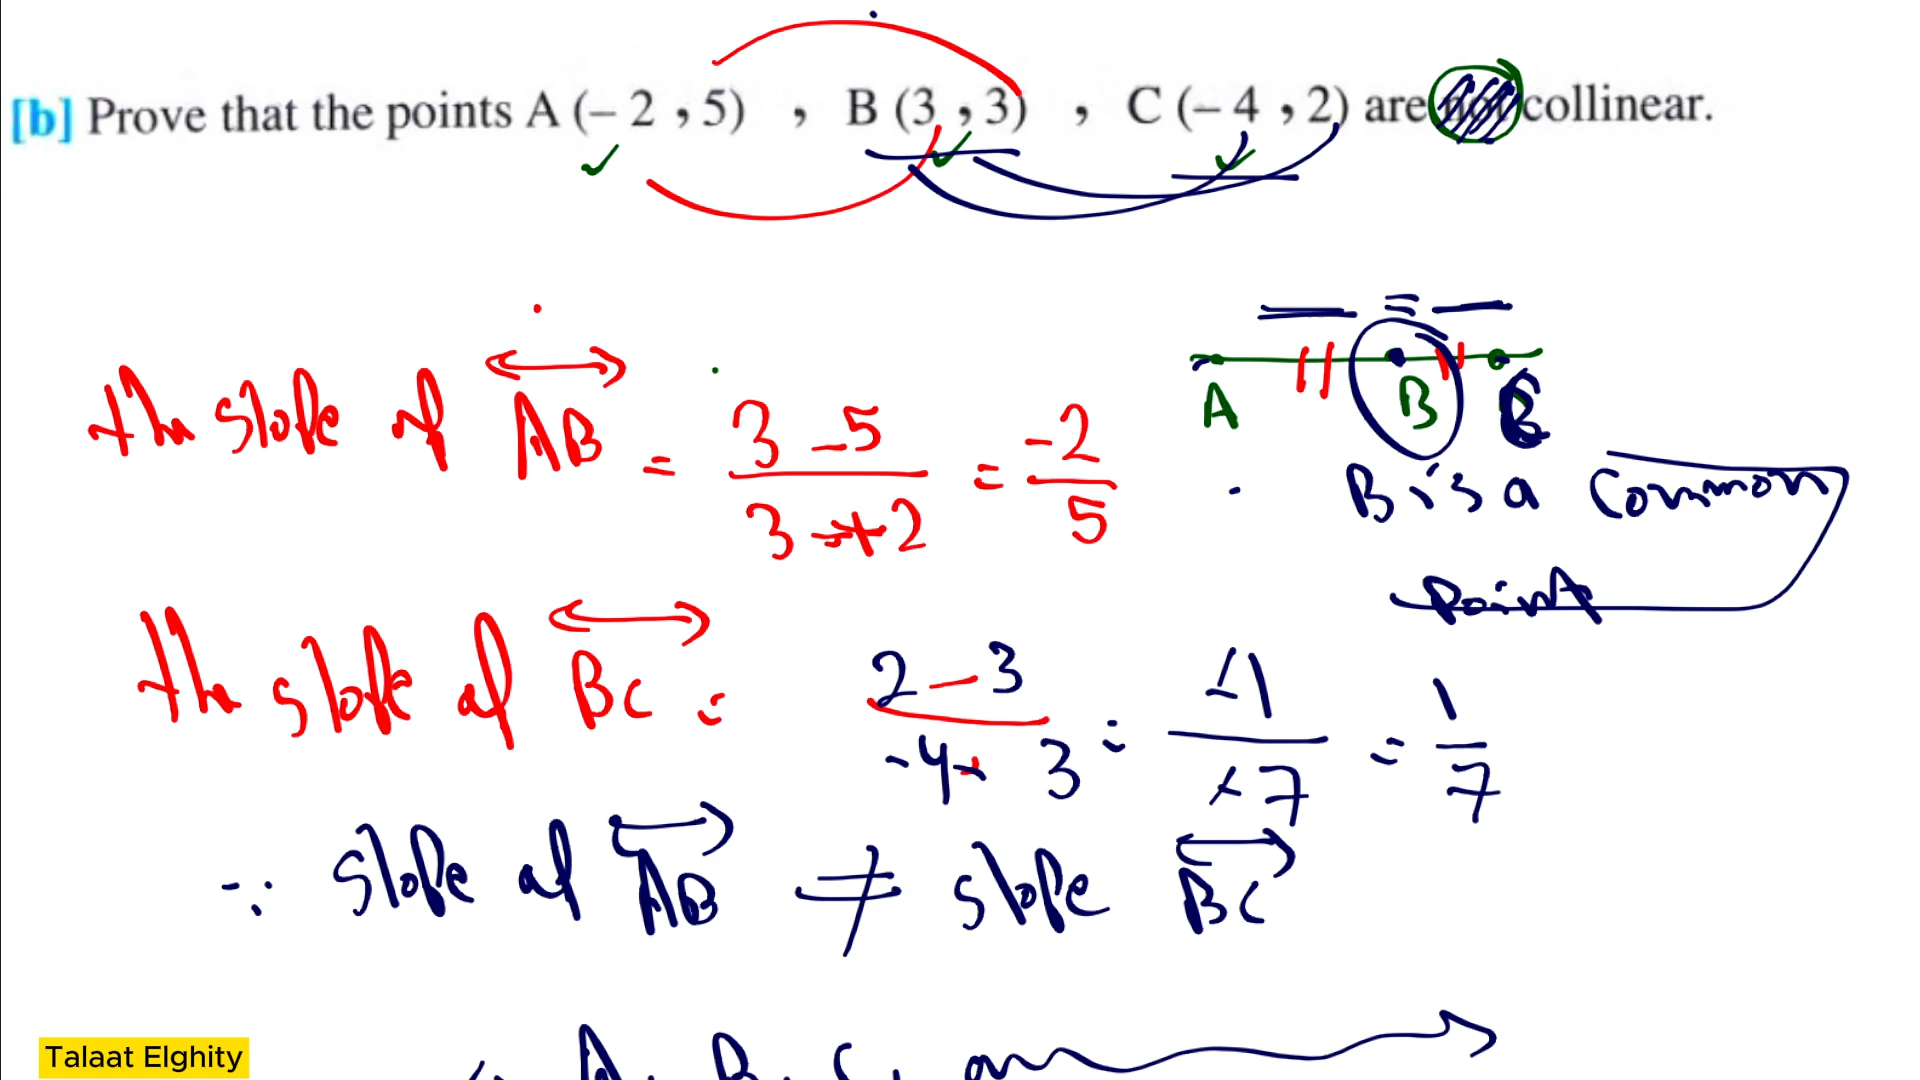 [b] Prove that the points A (– 2 , 5) , B (3 , 3) , C (– 4 , 2) are not collinear.
A B C
the slope of AB = 3 - 5 / 3 + 2 = -2 / 5
B is a common
point
the slope of BC = 2 - 3 / -4 - 3 = -1 / -7 = 1 / 7
∵ slope of AB ≠ slope BC
∴ A, B, C, are
Talaat Elghity